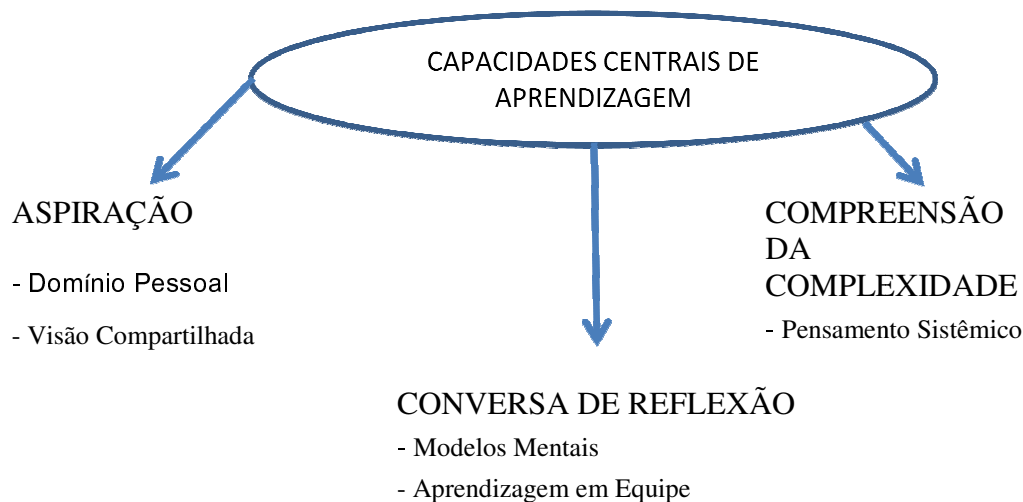 CAPACIDADES CENTRAIS DE
APRENDIZAGEM
ASPIRAÇÃO
- Domínio Pessoal
- Visão Compartilhada
COMPREENSÃO
DA
COMPLEXIDADE
- Pensamento Sistêmico
CONVERSA DE REFLEXÃO
- Modelos Mentais
- Aprendizagem em Equipe